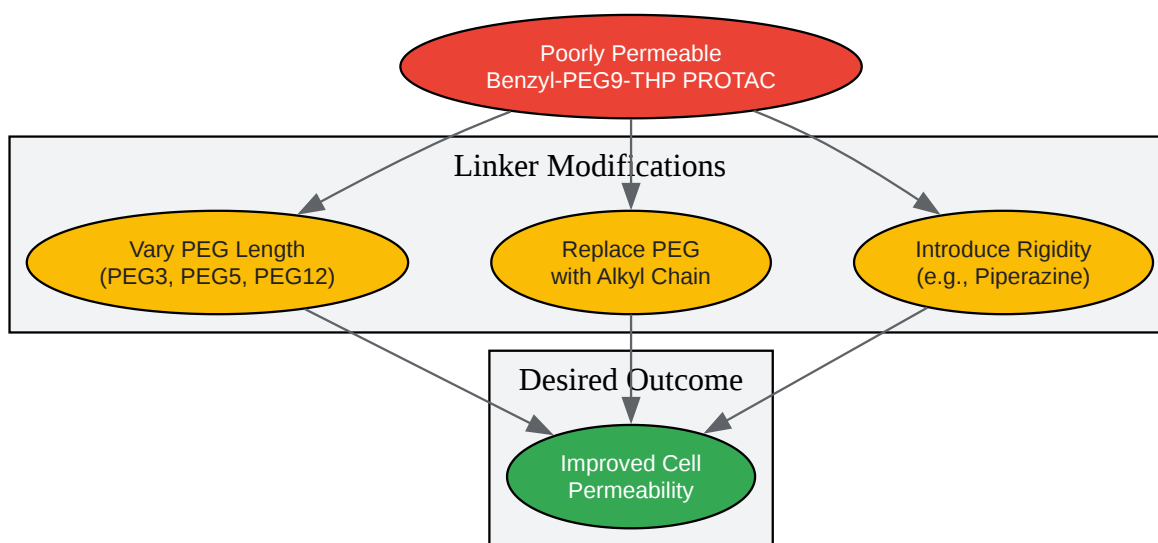 Poorly Permeable
Benzyl-PEG9-THP PROTAC
Linker Modifications
Vary PEG Length
(PEG3, PEG5, PEG12)
Replace PEG
with Alkyl Chain
Introduce Rigidity
(e.g., Piperazine)
Desired Outcome
Improved Cell
Permeability